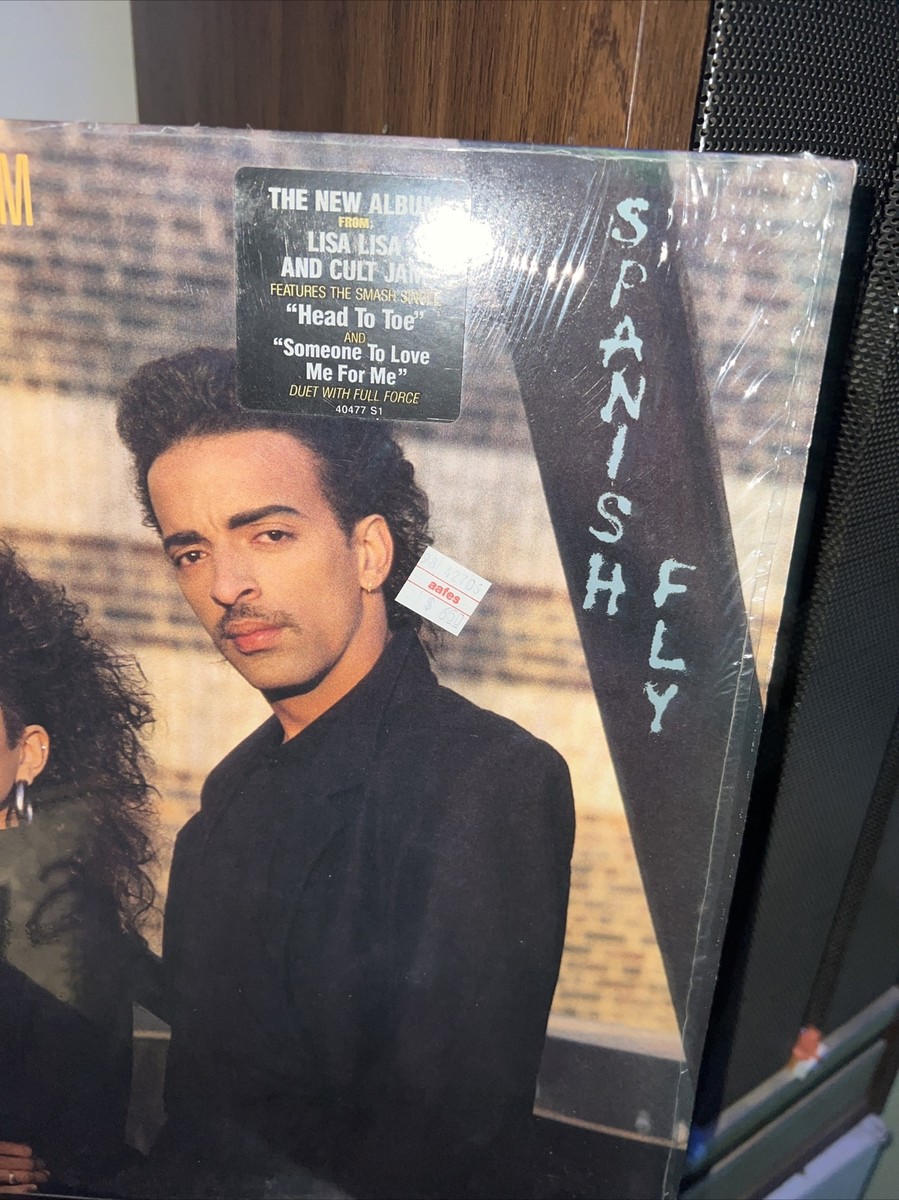 M
THE NEW ALBUM
FROM
LISA LISA
AND CULT JAM
FEATURES THE SMASH SINGLE
“Head To Toe”
AND
“Someone To Love
Me For Me”
DUET WITH FULL FORCE
40477 S1
SPANISH
FLY
aafes